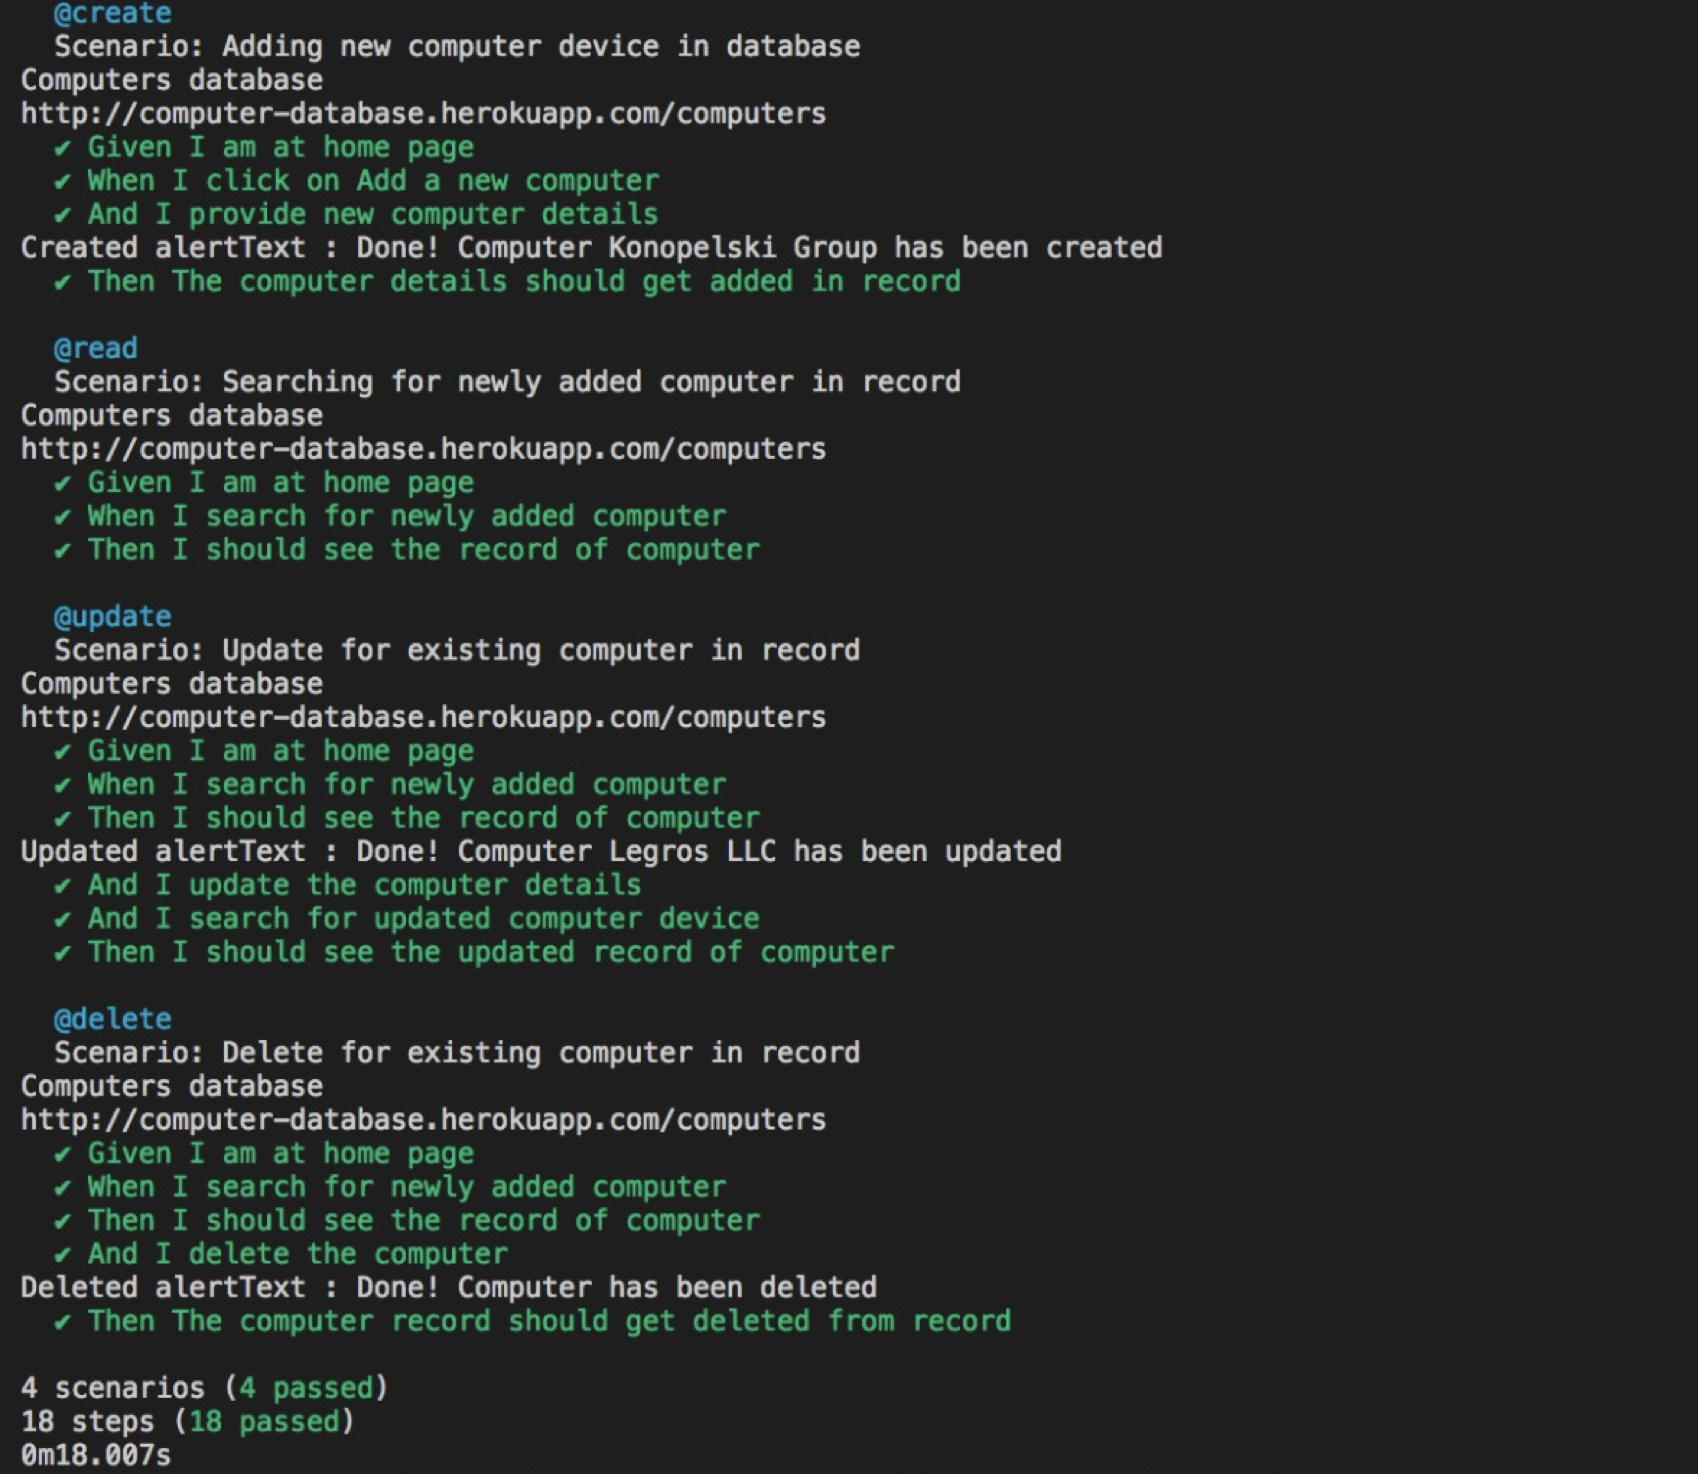 @create
Scenario: Adding new computer device in database
Computers database
http://computer-database.herokuapp.com/computers
✔ Given I am at home page
✔ When I click on Add a new computer
✔ And I provide new computer details
Created alertText : Done! Computer Konopelski Group has been created
✔ Then The computer details should get added in record
@read
Scenario: Searching for newly added computer in record
Computers database
http://computer-database.herokuapp.com/computers
✔ Given I am at home page
✔ When I search for newly added computer
✔ Then I should see the record of computer
@update
Scenario: Update for existing computer in record
Computers database
http://computer-database.herokuapp.com/computers
✔ Given I am at home page
✔ When I search for newly added computer
✔ Then I should see the record of computer
Updated alertText : Done! Computer Legros LLC has been updated
✔ And I update the computer details
✔ And I search for updated computer device
✔ Then I should see the updated record of computer
@delete
Scenario: Delete for existing computer in record
Computers database
http://computer-database.herokuapp.com/computers
✔ Given I am at home page
✔ When I search for newly added computer
✔ Then I should see the record of computer
✔ And I delete the computer
Deleted alertText : Done! Computer has been deleted
✔ Then The computer record should get deleted from record
4 scenarios (4 passed)
18 steps (18 passed)
0m18.007s